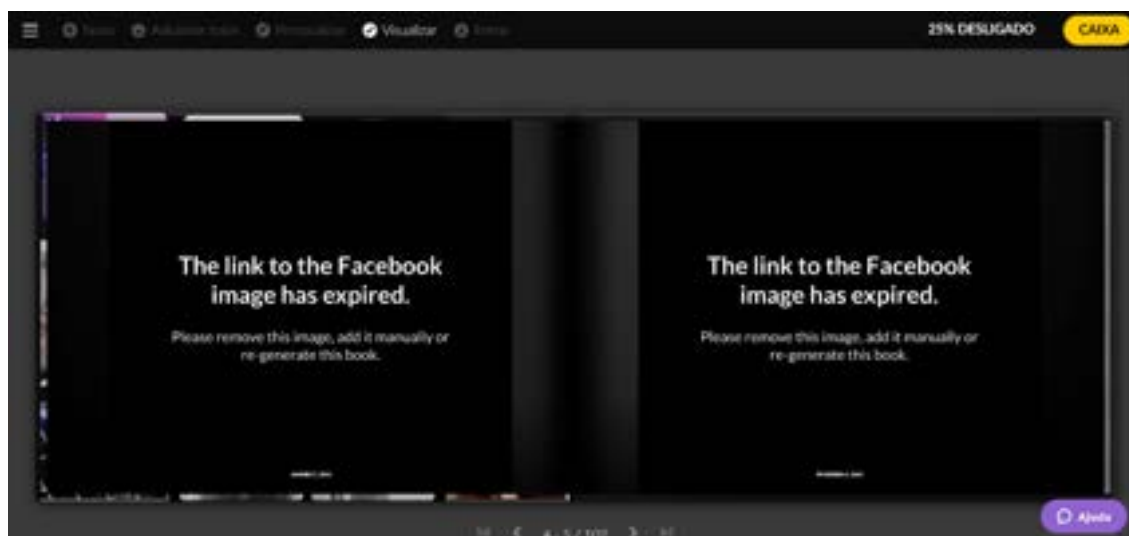 Visualizar
25% DESLIGADO
CAIXA
The link to the Facebook
image has expired.
Please remove this image, add it manually or
re-generate this book.
The link to the Facebook
image has expired.
Please remove this image, add it manually or
re-generate this book.
Ajuda